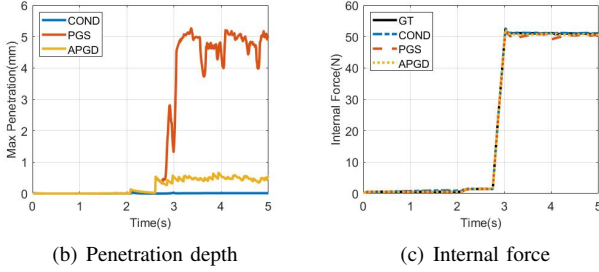 6
5
4
3
2
1
0
Max Penetration(mm)
COND
PGS
APGD
0 1 2 3 4 5
Time(s)
(b) Penetration depth
60
50
40
30
20
10
0
Internal Force(N)
GT
COND
PGS
APGD
0 1 2 3 4 5
Time(s)
(c) Internal force